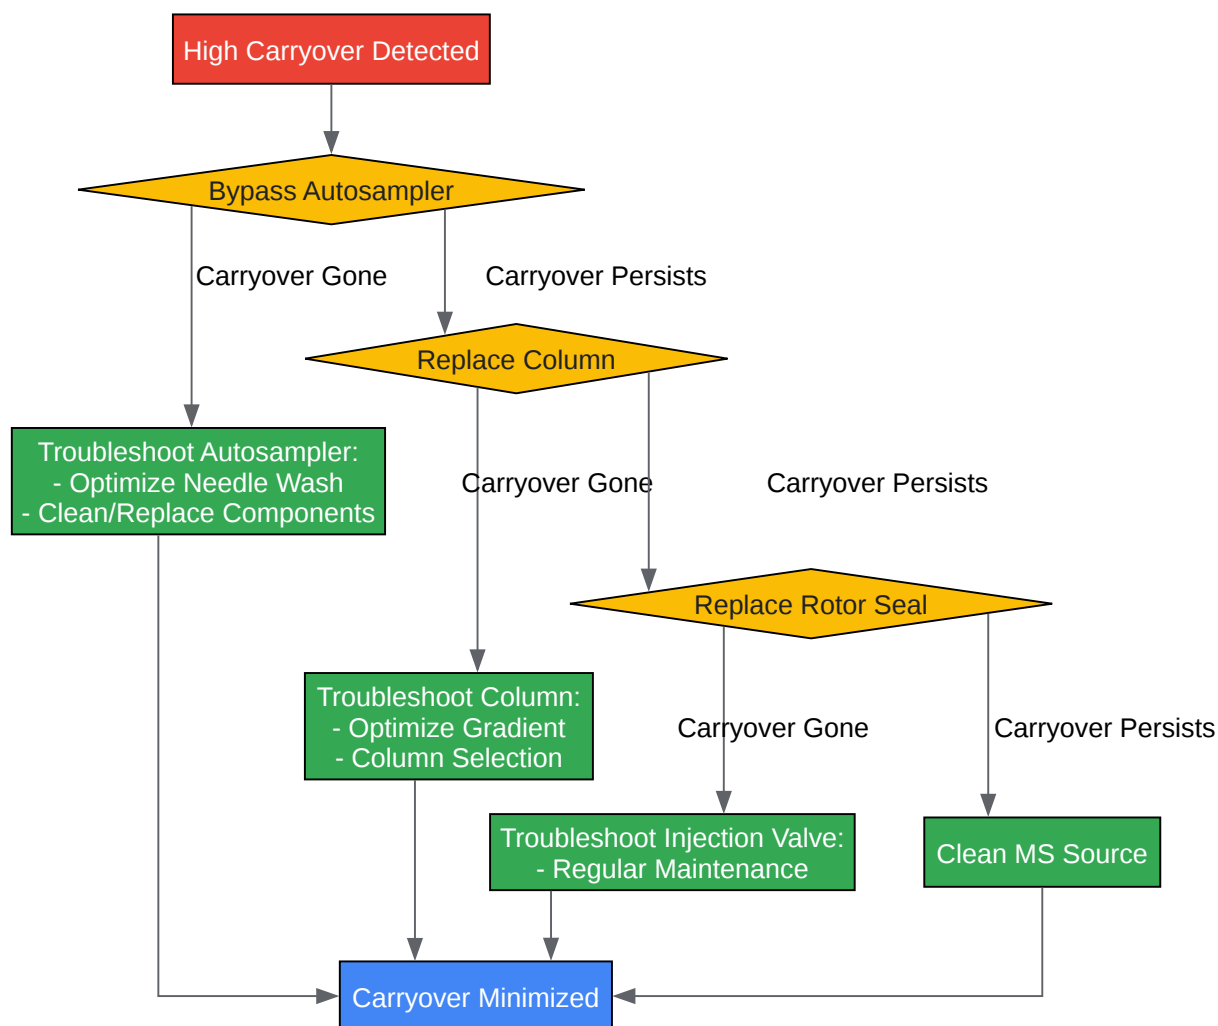 High Carryover Detected
Bypass Autosampler
Carryover Gone
Carryover Persists
Replace Column
Troubleshoot Autosampler:
- Optimize Needle Wash
- Clean/Replace Components
Carryover Gone
Carryover Persists
Replace Rotor Seal
Troubleshoot Column:
- Optimize Gradient
- Column Selection
Carryover Gone
Carryover Persists
Troubleshoot Injection Valve:
- Regular Maintenance
Clean MS Source
Carryover Minimized